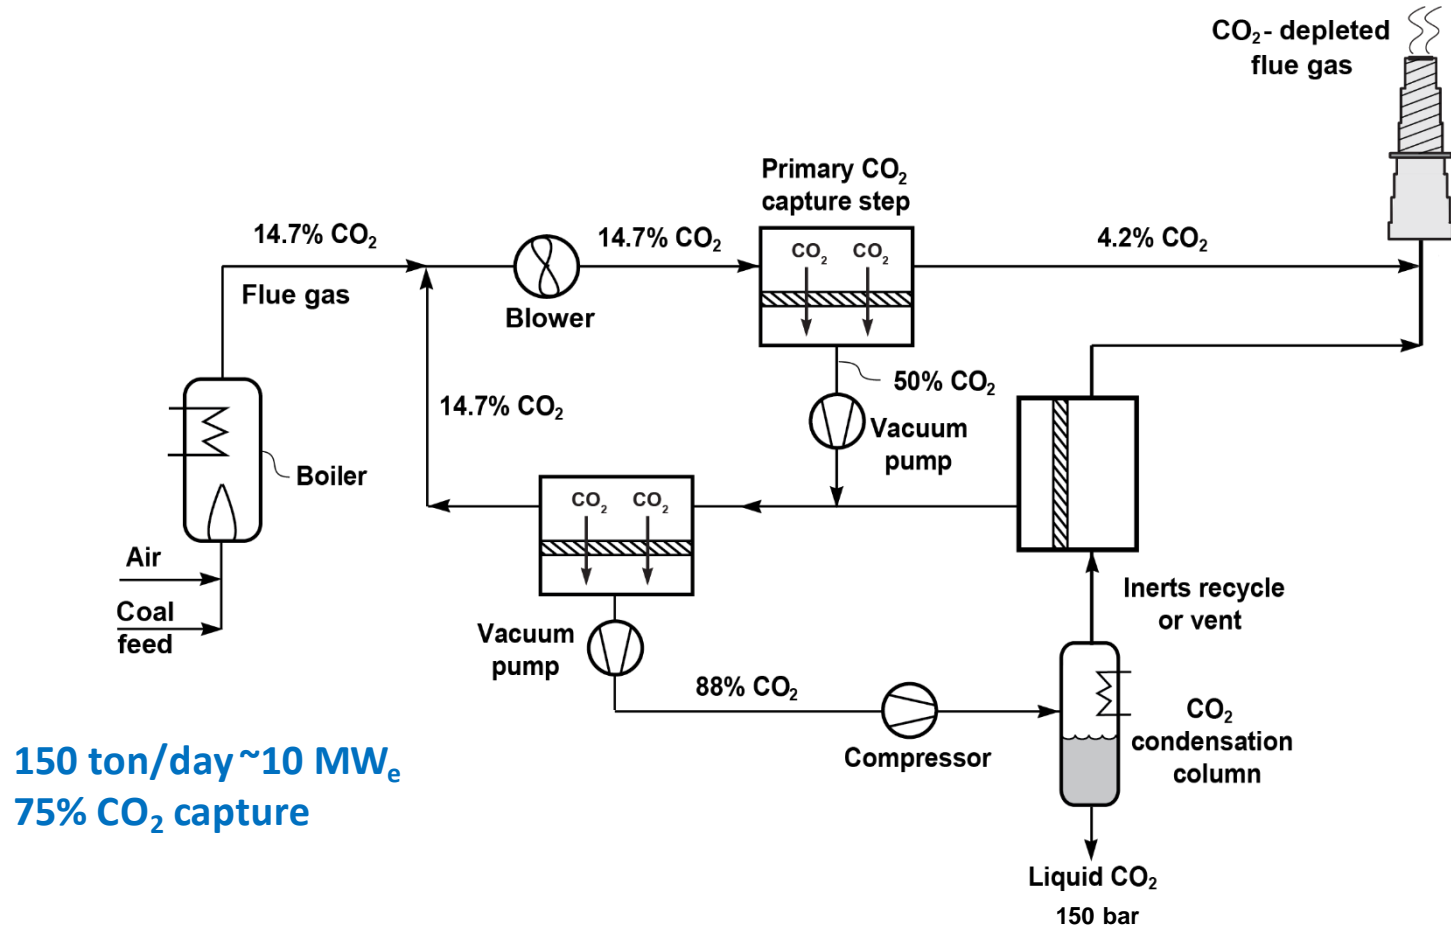 CO₂- depleted
flue gas
Primary CO₂
capture step
14.7% CO₂
14.7% CO₂
4.2% CO₂
CO₂ CO₂
Flue gas
Blower
50% CO₂
14.7% CO₂
Vacuum
pump
Boiler
CO₂ CO₂
Air
Coal
feed
Inerts recycle
or vent
Vacuum
pump
88% CO₂
CO₂
condensation
column
Compressor
150 ton/day ~10 MWₑ
75% CO₂ capture
Liquid CO₂
150 bar